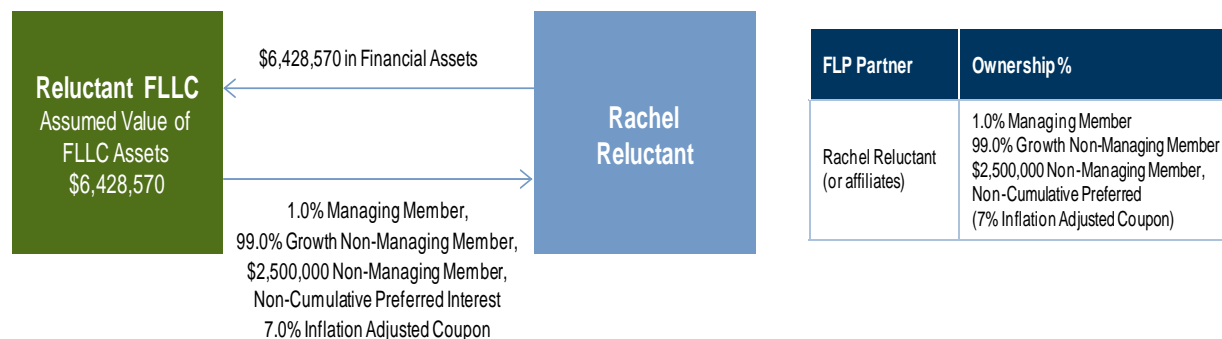 Reluctant FLLC
Assumed Value of
FLLC Assets
$6,428,570
$6,428,570 in Financial Assets
1.0% Managing Member,
99.0% Growth Non-Managing Member,
$2,500,000 Non-Managing Member,
Non-Cumulative Preferred Interest
7.0% Inflation Adjusted Coupon
Rachel
Reluctant
FLP Partner
Ownership %
Rachel Reluctant
(or affiliates)
1.0% Managing Member
99.0% Growth Non-Managing Member
$2,500,000 Non-Managing Member,
Non-Cumulative Preferred
(7% Inflation Adjusted Coupon)